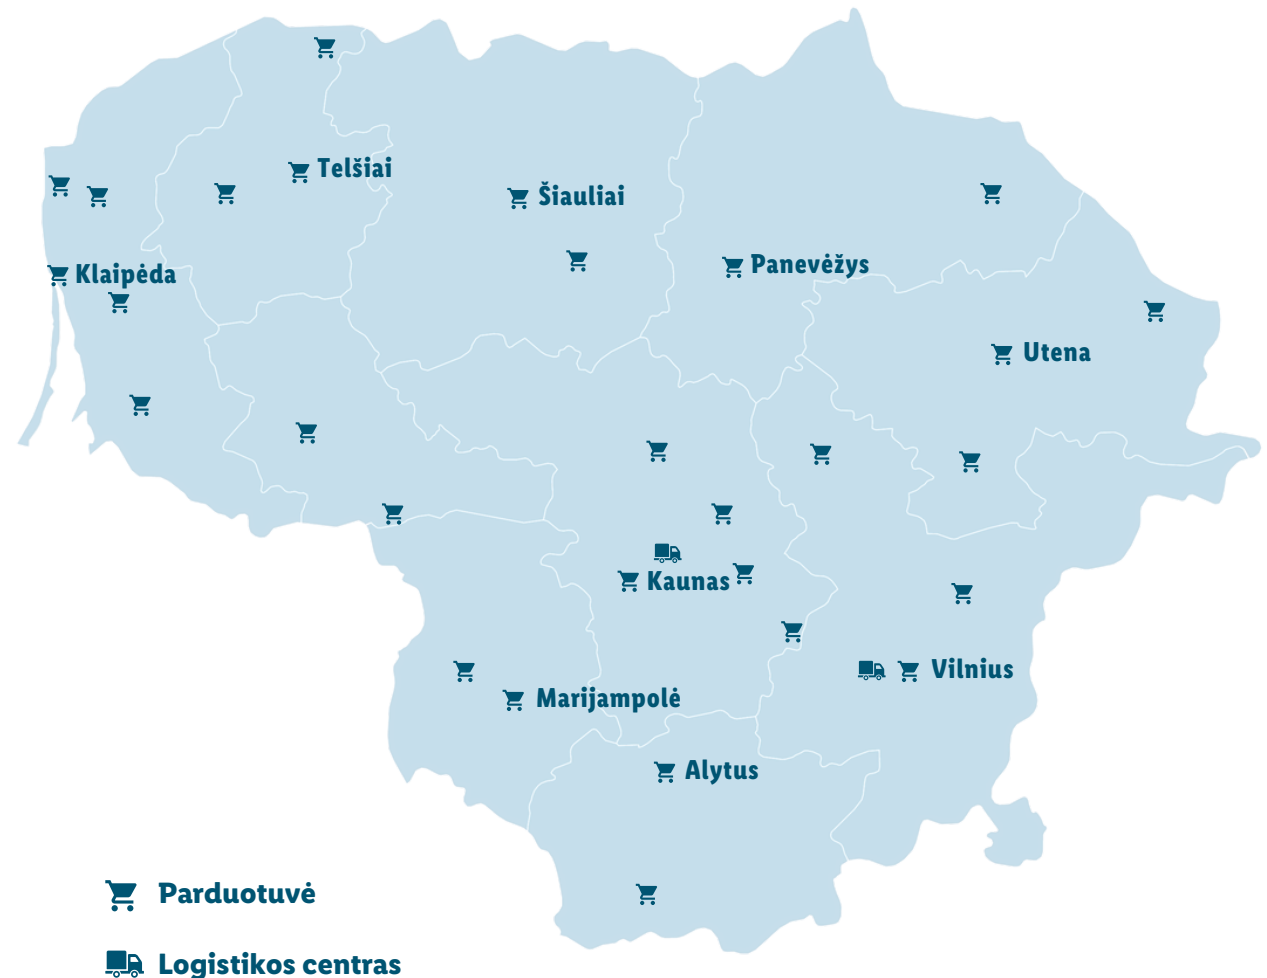 Telšiai
Šiauliai
Panevėžys
Klaipėda
Utena
Kaunas
Vilnius
Marijampolė
Alytus
Parduotuvė
Logistikos centras